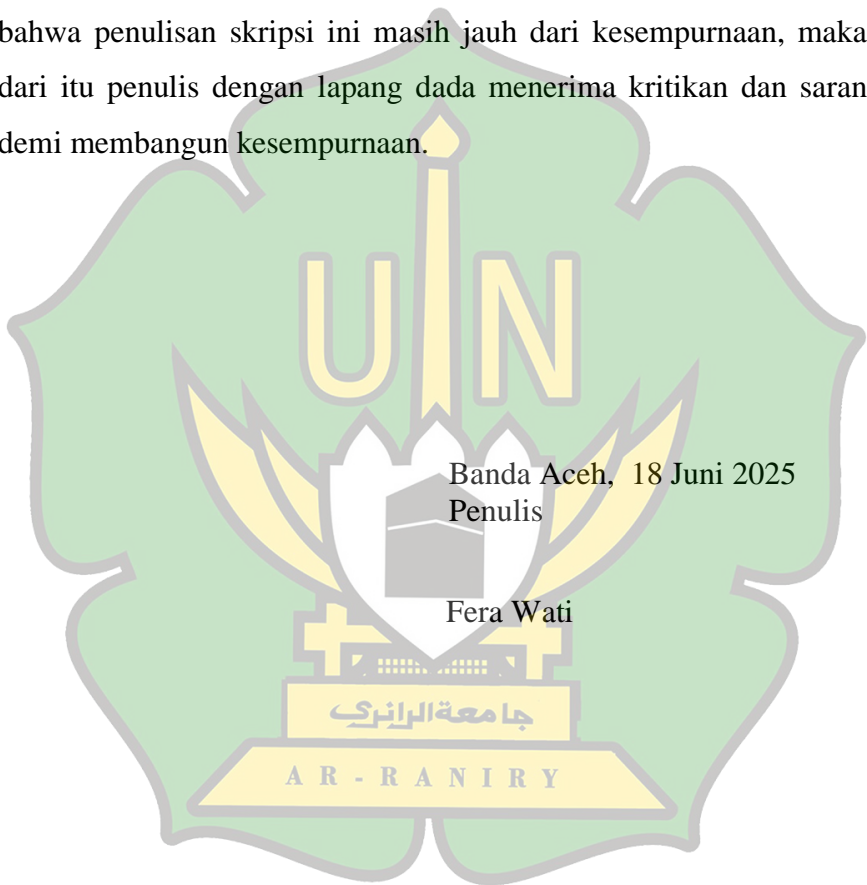 bahwa penulisan skripsi ini masih jauh dari kesempurnaan, maka
dari itu penulis dengan lapang dada menerima kritikan dan saran
demi membangun kesempurnaan.
UIN
Banda Aceh,  18 Juni 2025
Penulis
Fera Wati
جامعة الرانري
AR-RANIRY